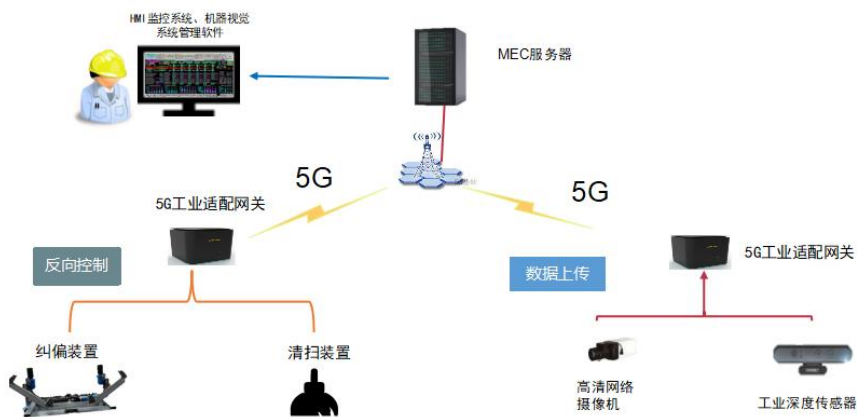 HMI 监控系统、机器视觉
系统管理软件
MEC服务器
5G
5G
5G工业适配网关
反向控制
数据上传
5G工业适配网关
纠偏装置
清扫装置
高清网络
摄像机
工业深度传感器